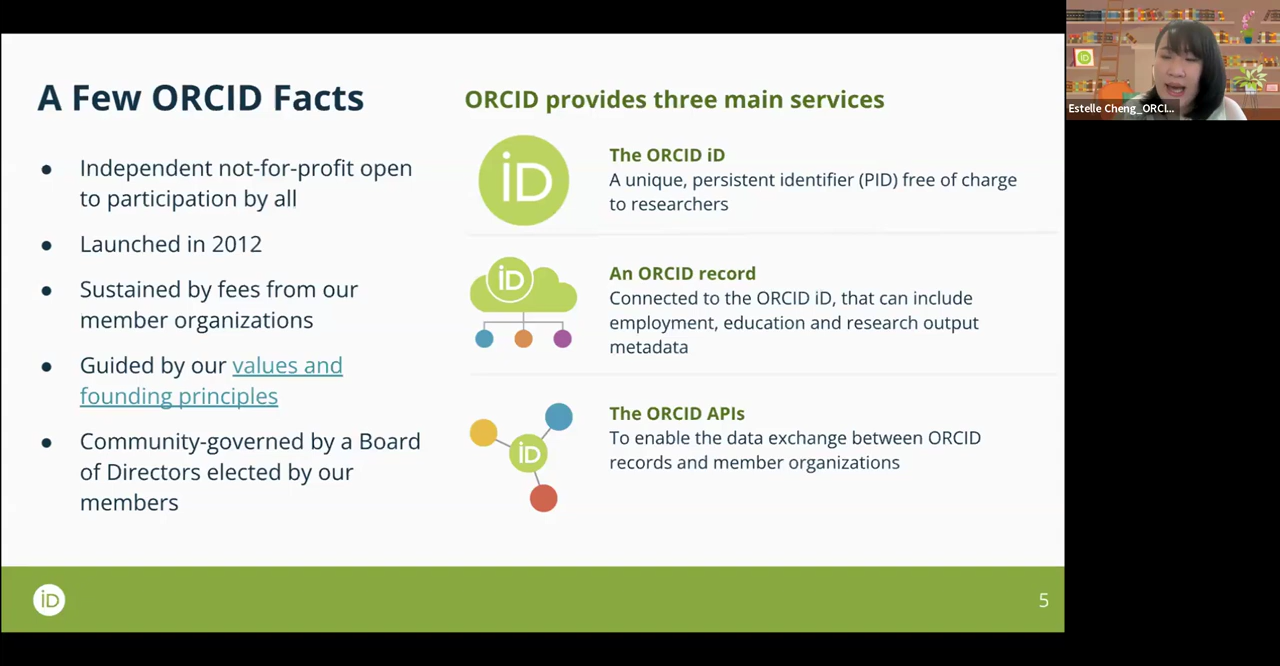 A Few ORCID Facts
Independent not-for-profit open
to participation by all
Launched in 2012
Sustained by fees from our
member organizations
Guided by our values and
founding principles
Community-governed by a Board
of Directors elected by our
members
ORCID provides three main services
iD
The ORCID iD
A unique, persistent identifier (PID) free of charge
to researchers
iD
An ORCID record
Connected to the ORCID iD, that can include
employment, education and research output
metadata
iD
The ORCID APIs
To enable the data exchange between ORCID
records and member organizations
iD
5
iD
Estelle Cheng_ORCI...